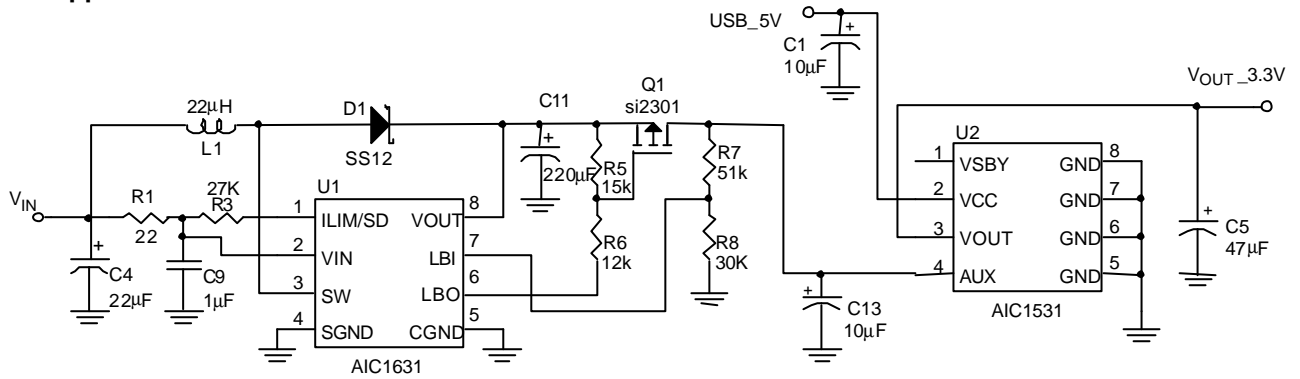 USB_5V
C1
10µF
+
VOUT_3.3V
22µH
L1
D1
SS12
C11
+
220µF
Q1
si2301
R5
15k
R6
12k
R7
51k
R8
30K
VIN
R1
22
27K
R3
+
C4
22µF
C9
1µF
U1
1 ILIM/SD VOUT 8
2 VIN LBI 7
3 SW LBO 6
4 SGND CGND 5
AIC1631
+
C13
10µF
U2
1 VSBY GND 8
2 VCC GND 7
3 VOUT GND 6
4 AUX GND 5
AIC1531
+
C5
47µF